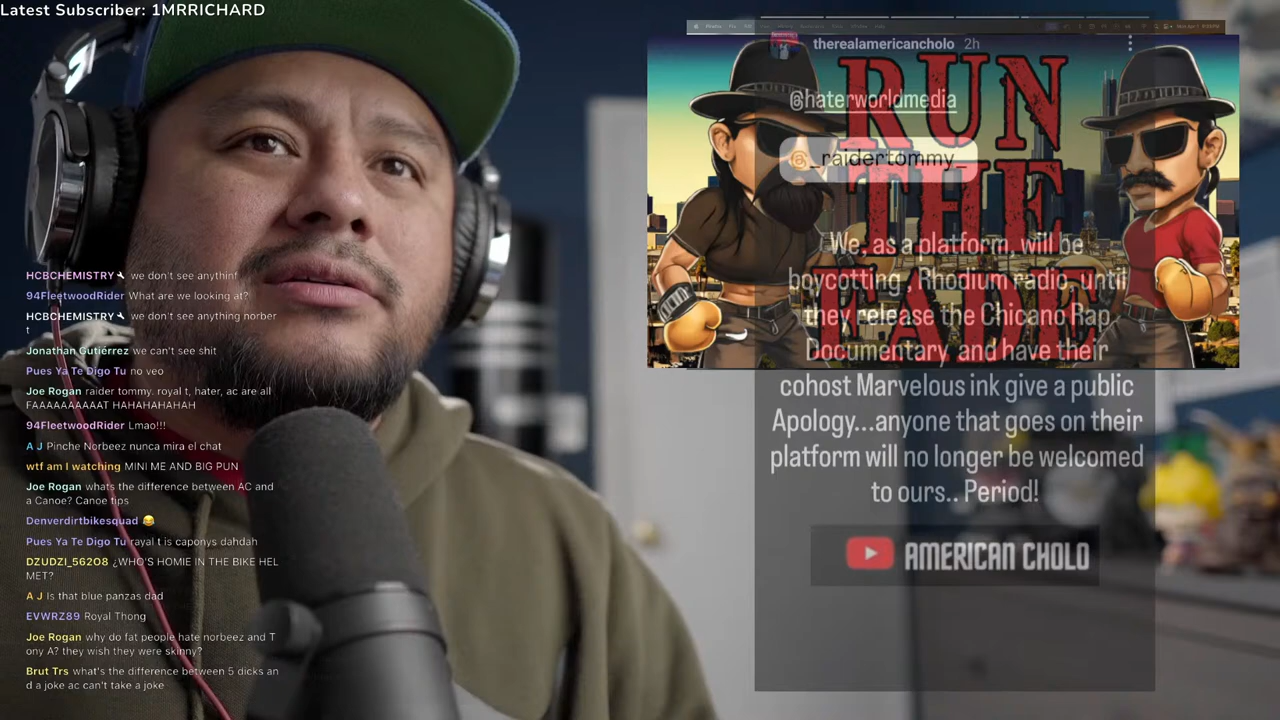 Latest Subscriber: 1MRRICHARD
HCBCHEMISTRY we don't see anythin
94FleetwoodRider What are we looking at?
HCBCHEMISTRY we don't see anything norber
t
Jonathan Gutiérrez we can't see shit
Pues Ya Te Digo Tu no veo
Joe Rogan raider tommy. royal t, hater, ac are all
FAAAAAAAAAT HAHAHAHAHAH
94FleetwoodRider Lmao!!!
A J Pinche Norbeez nunca mira el chat
wtf am I watching MINI ME AND BIG PUN
Joe Rogan whats the difference between AC and
a Canoe? Canoe tips
Denverdirtbikesquad 😂
Pues Ya Te Digo Tu rayal t is caponys dahdah
DZUDZI_562O8 ¿WHO'S HOMIE IN THE BIKE HEL
MET?
A J Is that blue panzas dad
EVWRZ89 Royal Thong
Joe Rogan why do fat people hate norbeez and T
ony A? they wish they were skinny?
Brut Trs what's the difference between 5 dicks an
d a joke ac can't take a joke
therealamericancholo 2h
RUN
THE
FADE
@haterworldmedia
@_raidertommy_
We, as a platform, will be
boycotting , Rhodium radio, until
they release the Chicano Rap
Documentary and have their
cohost Marvelous ink give a public
Apology...anyone that goes on their
platform will no longer be welcomed
to ours.. Period!
AMERICAN CHOLO